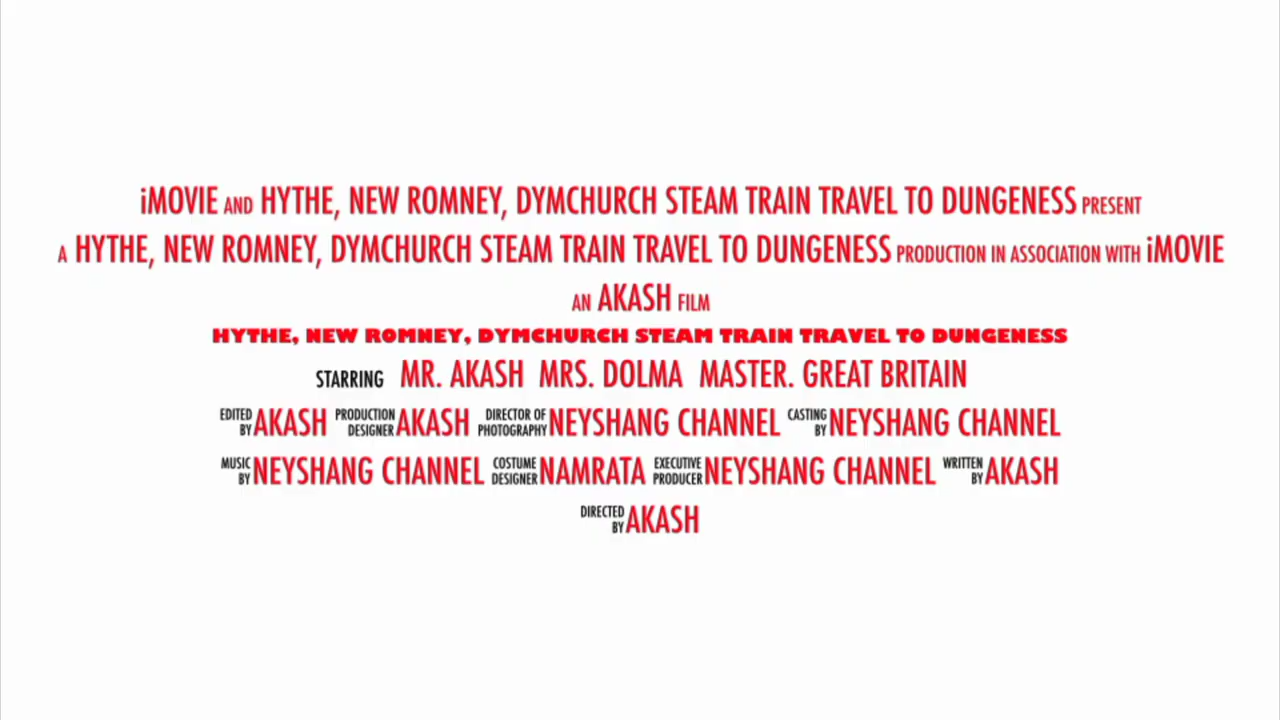 iMOVIE AND HYTHE, NEW ROMNEY, DYMCHURCH STEAM TRAIN TRAVEL TO DUNGENESS PRESENT
A HYTHE, NEW ROMNEY, DYMCHURCH STEAM TRAIN TRAVEL TO DUNGENESS PRODUCTION IN ASSOCIATION WITH iMOVIE
AN AKASH FILM
HYTHE, NEW ROMNEY, DYMCHURCH STEAM TRAIN TRAVEL TO DUNGENESS
STARRING MR. AKASH MRS. DOLMA MASTER. GREAT BRITAIN
EDITED BY AKASH PRODUCTION DESIGNER AKASH DIRECTOR OF PHOTOGRAPHY NEYSHANG CHANNEL CASTING BY NEYSHANG CHANNEL
MUSIC BY NEYSHANG CHANNEL COSTUME DESIGNER NAMRATA EXECUTIVE PRODUCER NEYSHANG CHANNEL WRITTEN BY AKASH
DIRECTED BY AKASH